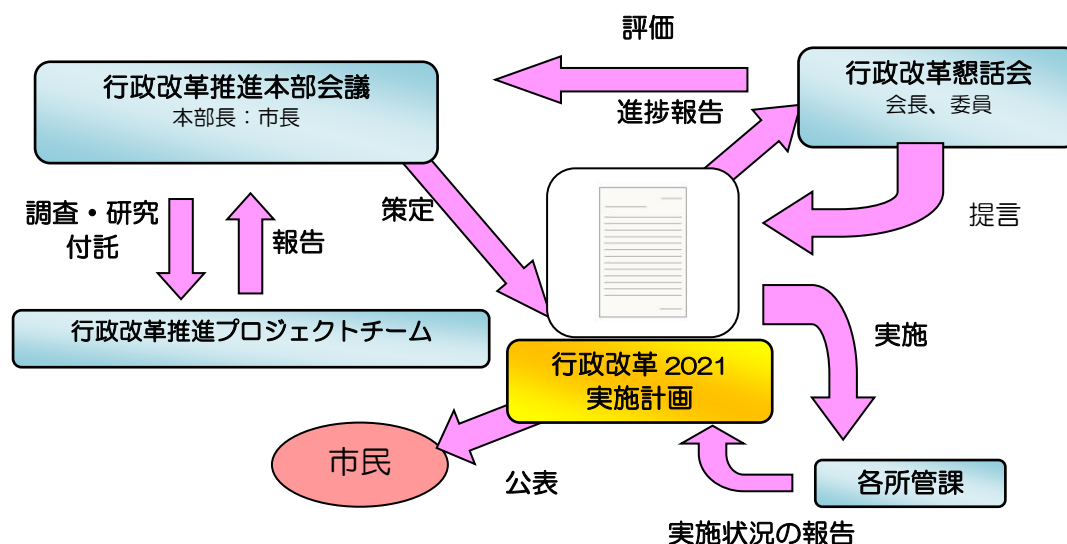 評価
行政改革推進本部会議
本部長：市長
行政改革懇話会
会長、委員
進捗報告
調査・研究
付託
報告
策定
提言
行政改革推進プロジェクトチーム
実施
行政改革 2021
実施計画
市民
公表
各所管課
実施状況の報告